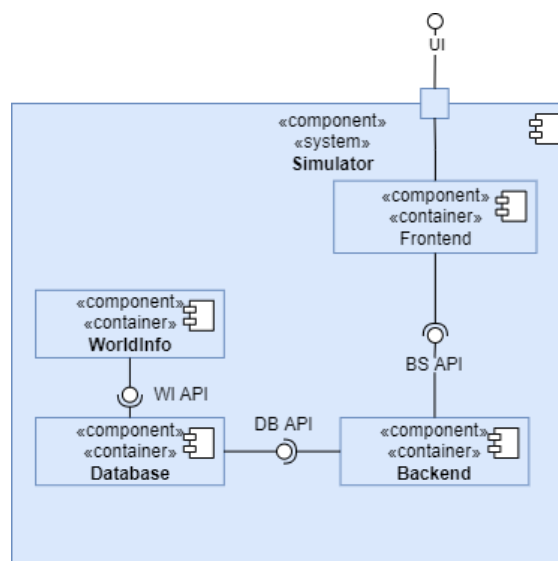 UI
«component»
«system»
Simulator
«component»
«container»
Frontend
«component»
«container»
WorldInfo
BS API
WI API
DB API
«component»
«container»
Database
«component»
«container»
Backend